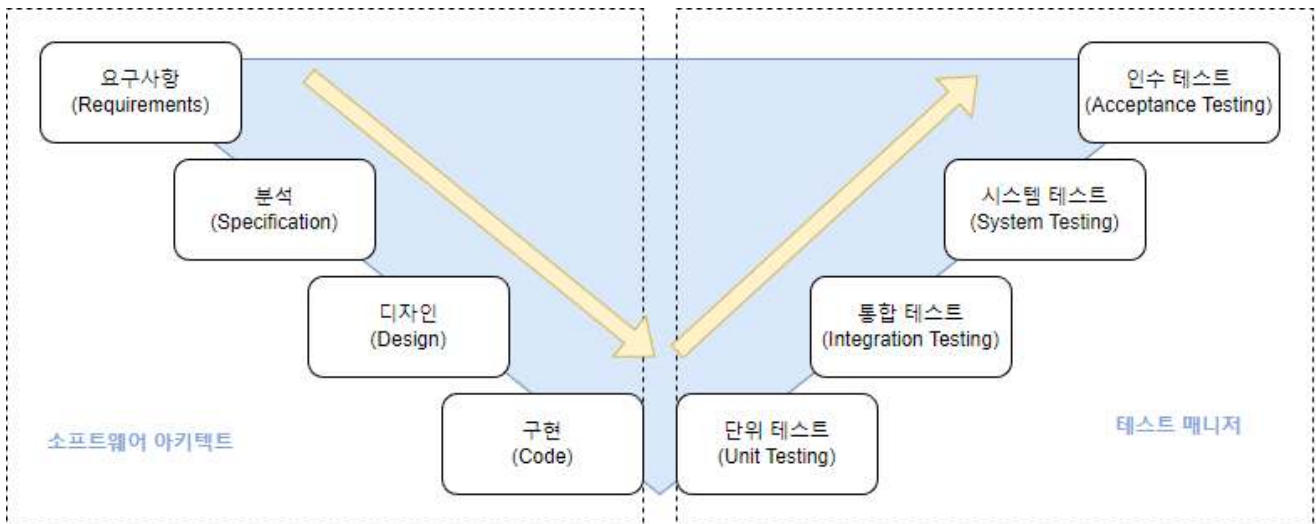 요구사항
(Requirements)
분석
(Specification)
디자인
(Design)
구현
(Code)
소프트웨어 아키텍트
인수 테스트
(Acceptance Testing)
시스템 테스트
(System Testing)
통합 테스트
(Integration Testing)
단위 테스트
(Unit Testing)
테스트 매니저